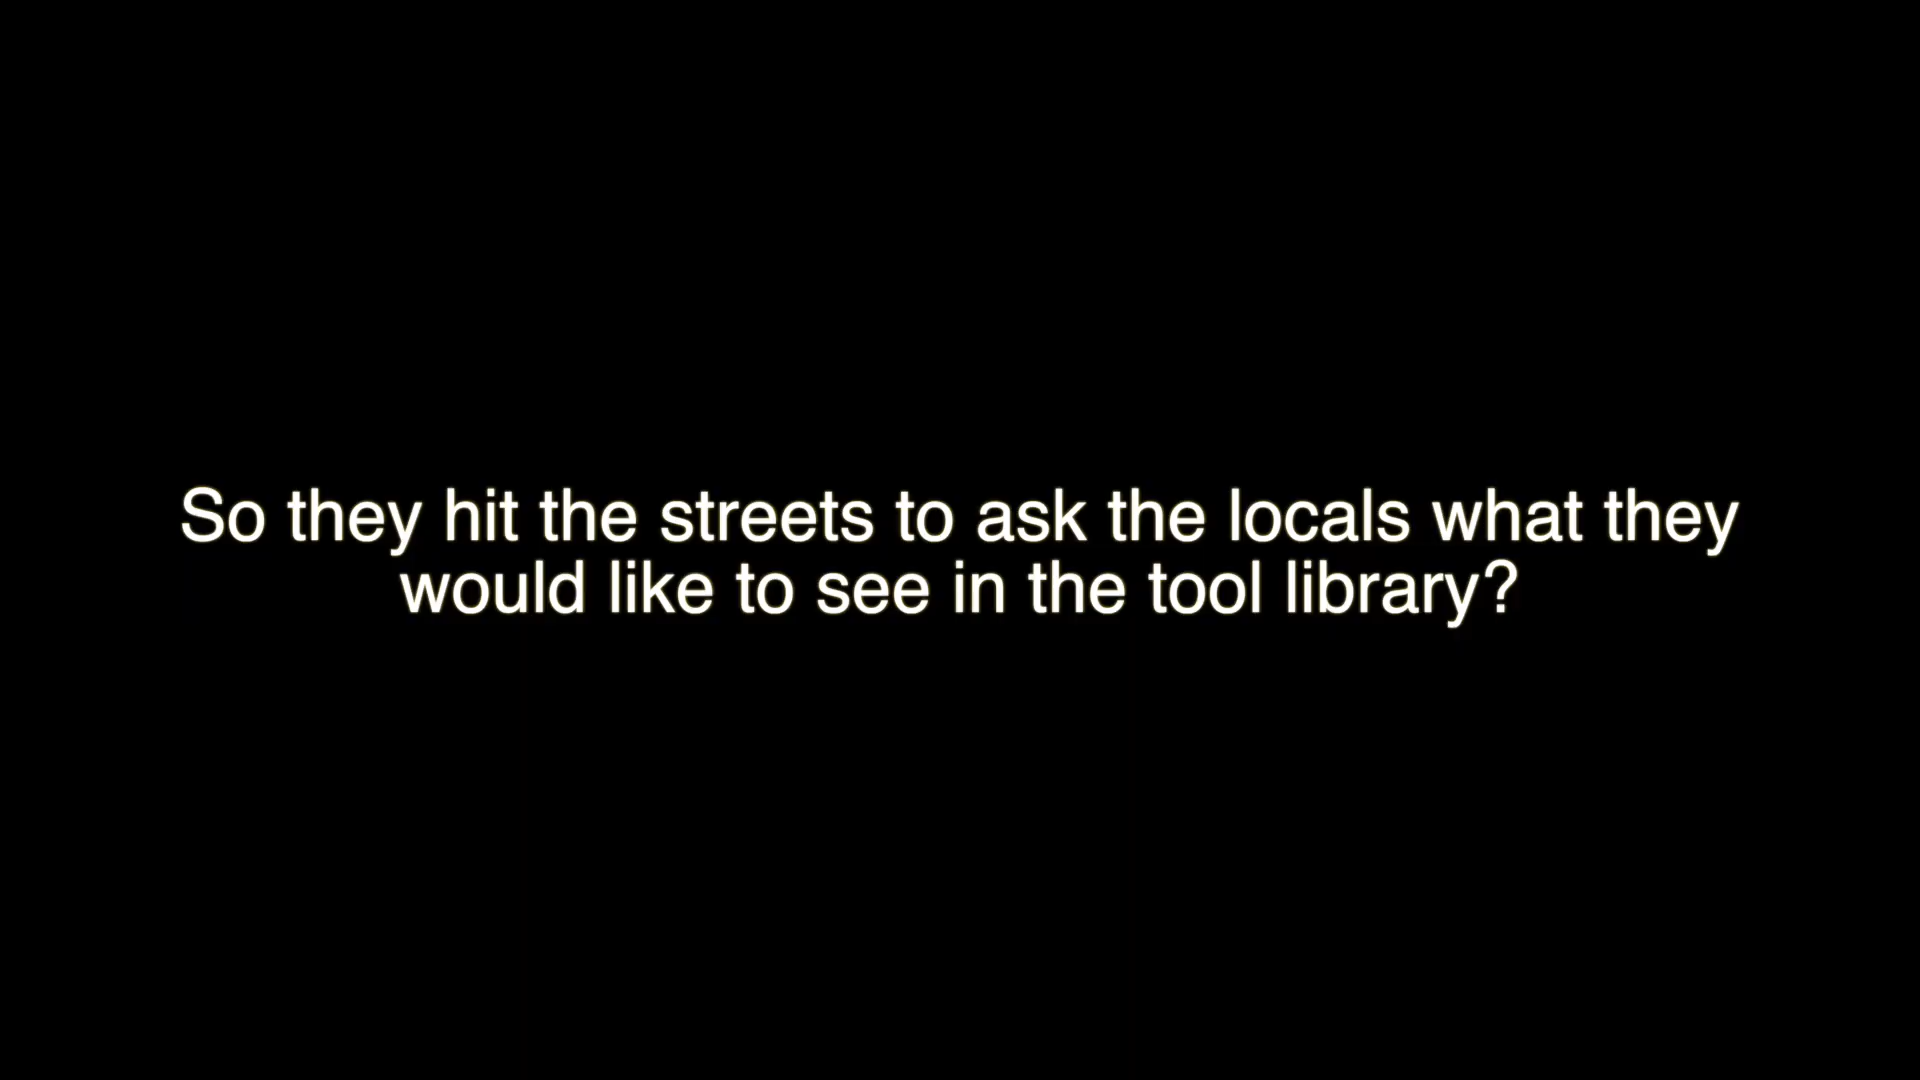 So they hit the streets to ask the locals what they
would like to see in the tool library?